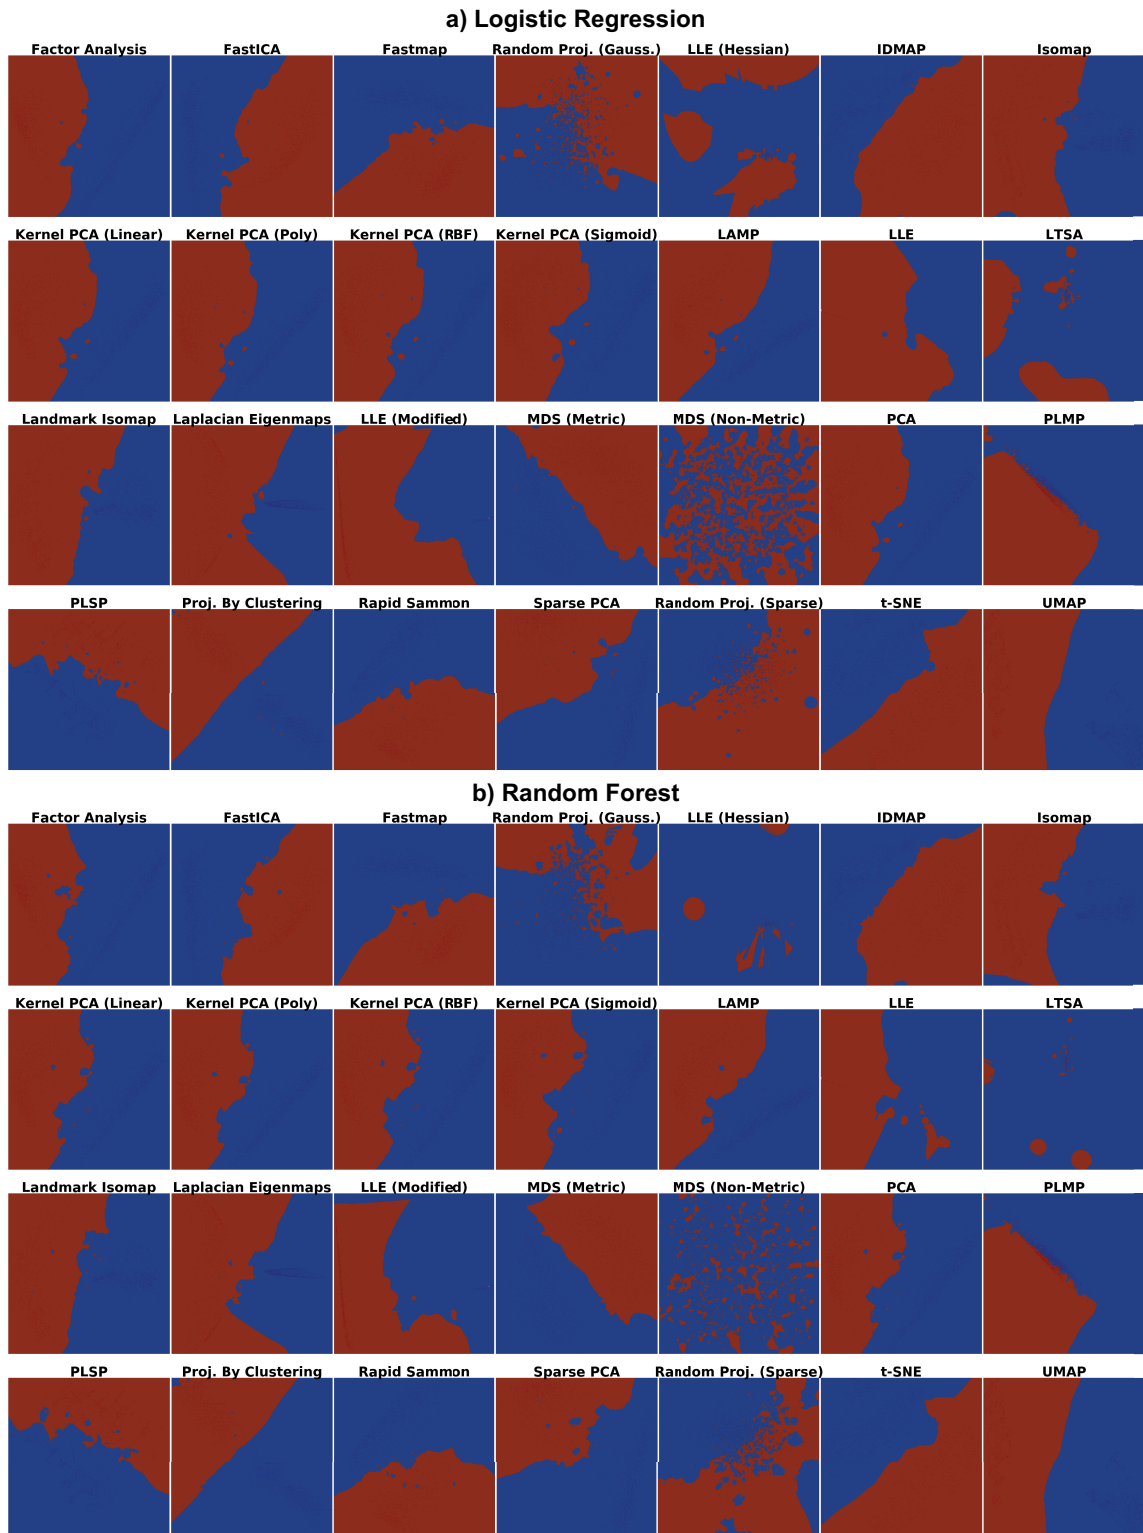 a) Logistic Regression
Factor Analysis FastICA Fastmap Random Proj. (Gauss.) LLE (Hessian) IDMAP Isomap
Kernel PCA (Linear) Kernel PCA (Poly) Kernel PCA (RBF) Kernel PCA (Sigmoid) LAMP LLE LTSA
Landmark Isomap Laplacian Eigenmaps LLE (Modified) MDS (Metric) MDS (Non-Metric) PCA PLMP
PLSP Proj. By Clustering Rapid Sammon Sparse PCA Random Proj. (Sparse) t-SNE UMAP
b) Random Forest
Factor Analysis FastICA Fastmap Random Proj. (Gauss.) LLE (Hessian) IDMAP Isomap
Kernel PCA (Linear) Kernel PCA (Poly) Kernel PCA (RBF) Kernel PCA (Sigmoid) LAMP LLE LTSA
Landmark Isomap Laplacian Eigenmaps LLE (Modified) MDS (Metric) MDS (Non-Metric) PCA PLMP
PLSP Proj. By Clustering Rapid Sammon Sparse PCA Random Proj. (Sparse) t-SNE UMAP